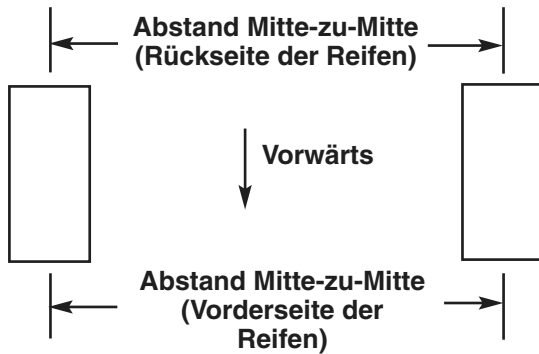 Abstand Mitte-zu-Mitte
(Rückseite der Reifen)
Vorwärts
Abstand Mitte-zu-Mitte
(Vorderseite der
Reifen)